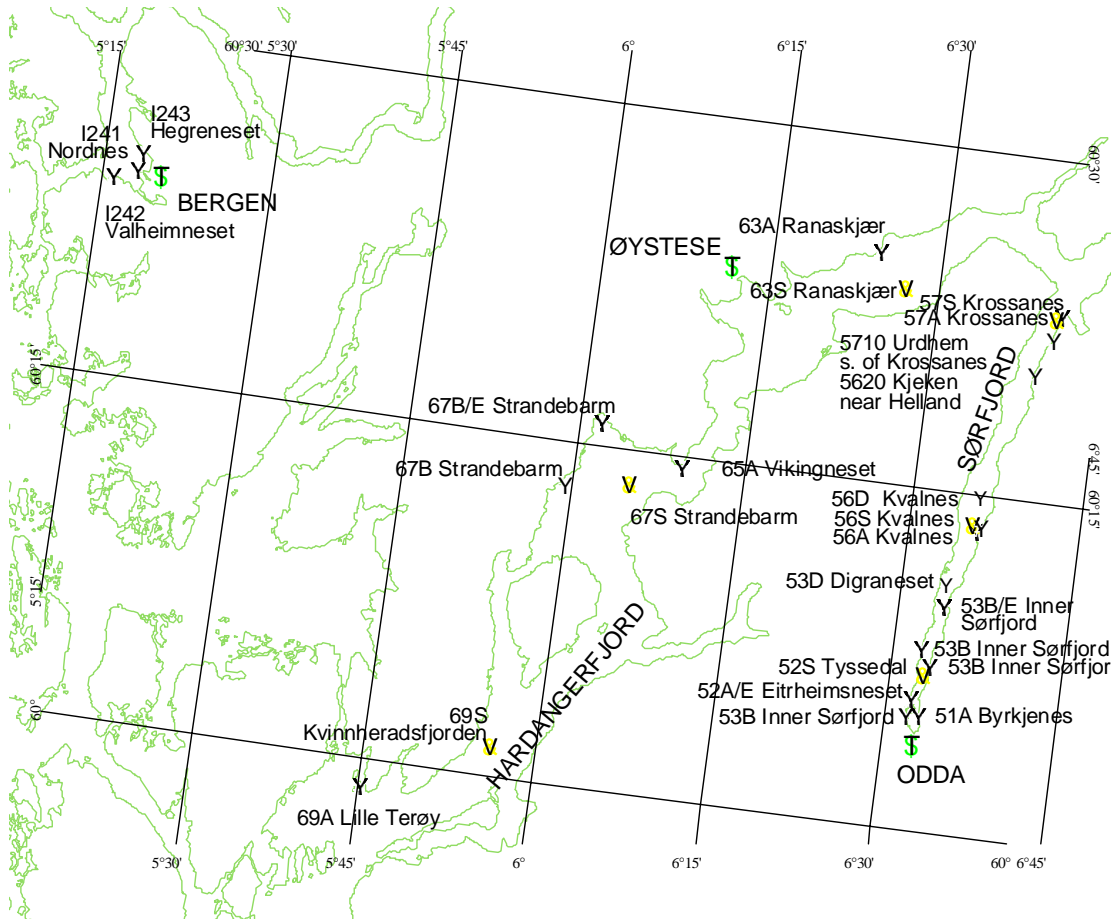 5°15'
60°30' 5°30'
5°45'
6°
6°15'
6°30'
60°30'
I243
Hegreneset
I241
Nordnes
BERGEN
I242
Valheimneset
63A Ranaskjær
ØYSTESE
63S Ranaskjær
57S Krossanes
57A Krossanes
5710 Urdhem
s. of Krossanes
5620 Kjeken
near Helland
SØRFJORD
60°15'
67B/E Strandebarm
67B Strandebarm
65A Vikingneset
67S Strandebarm
6°45'
60°15'
56D Kvalnes
56S Kvalnes
56A Kvalnes
53D Digraneset
53B/E Inner
Sørfjord
5°15'
HARDANGERFJORD
53B Inner Sørfjord
52S Tyssedal
53B Inner Sørfjor
52A/E Eitrheimsneset
53B Inner Sørfjord
51A Byrkjenes
ODDA
60°
69S
Kvinnheradsfjorden
69A Lille Terøy
5°30'
5°45'
6°
6°15'
6°30'
60° 6°45'